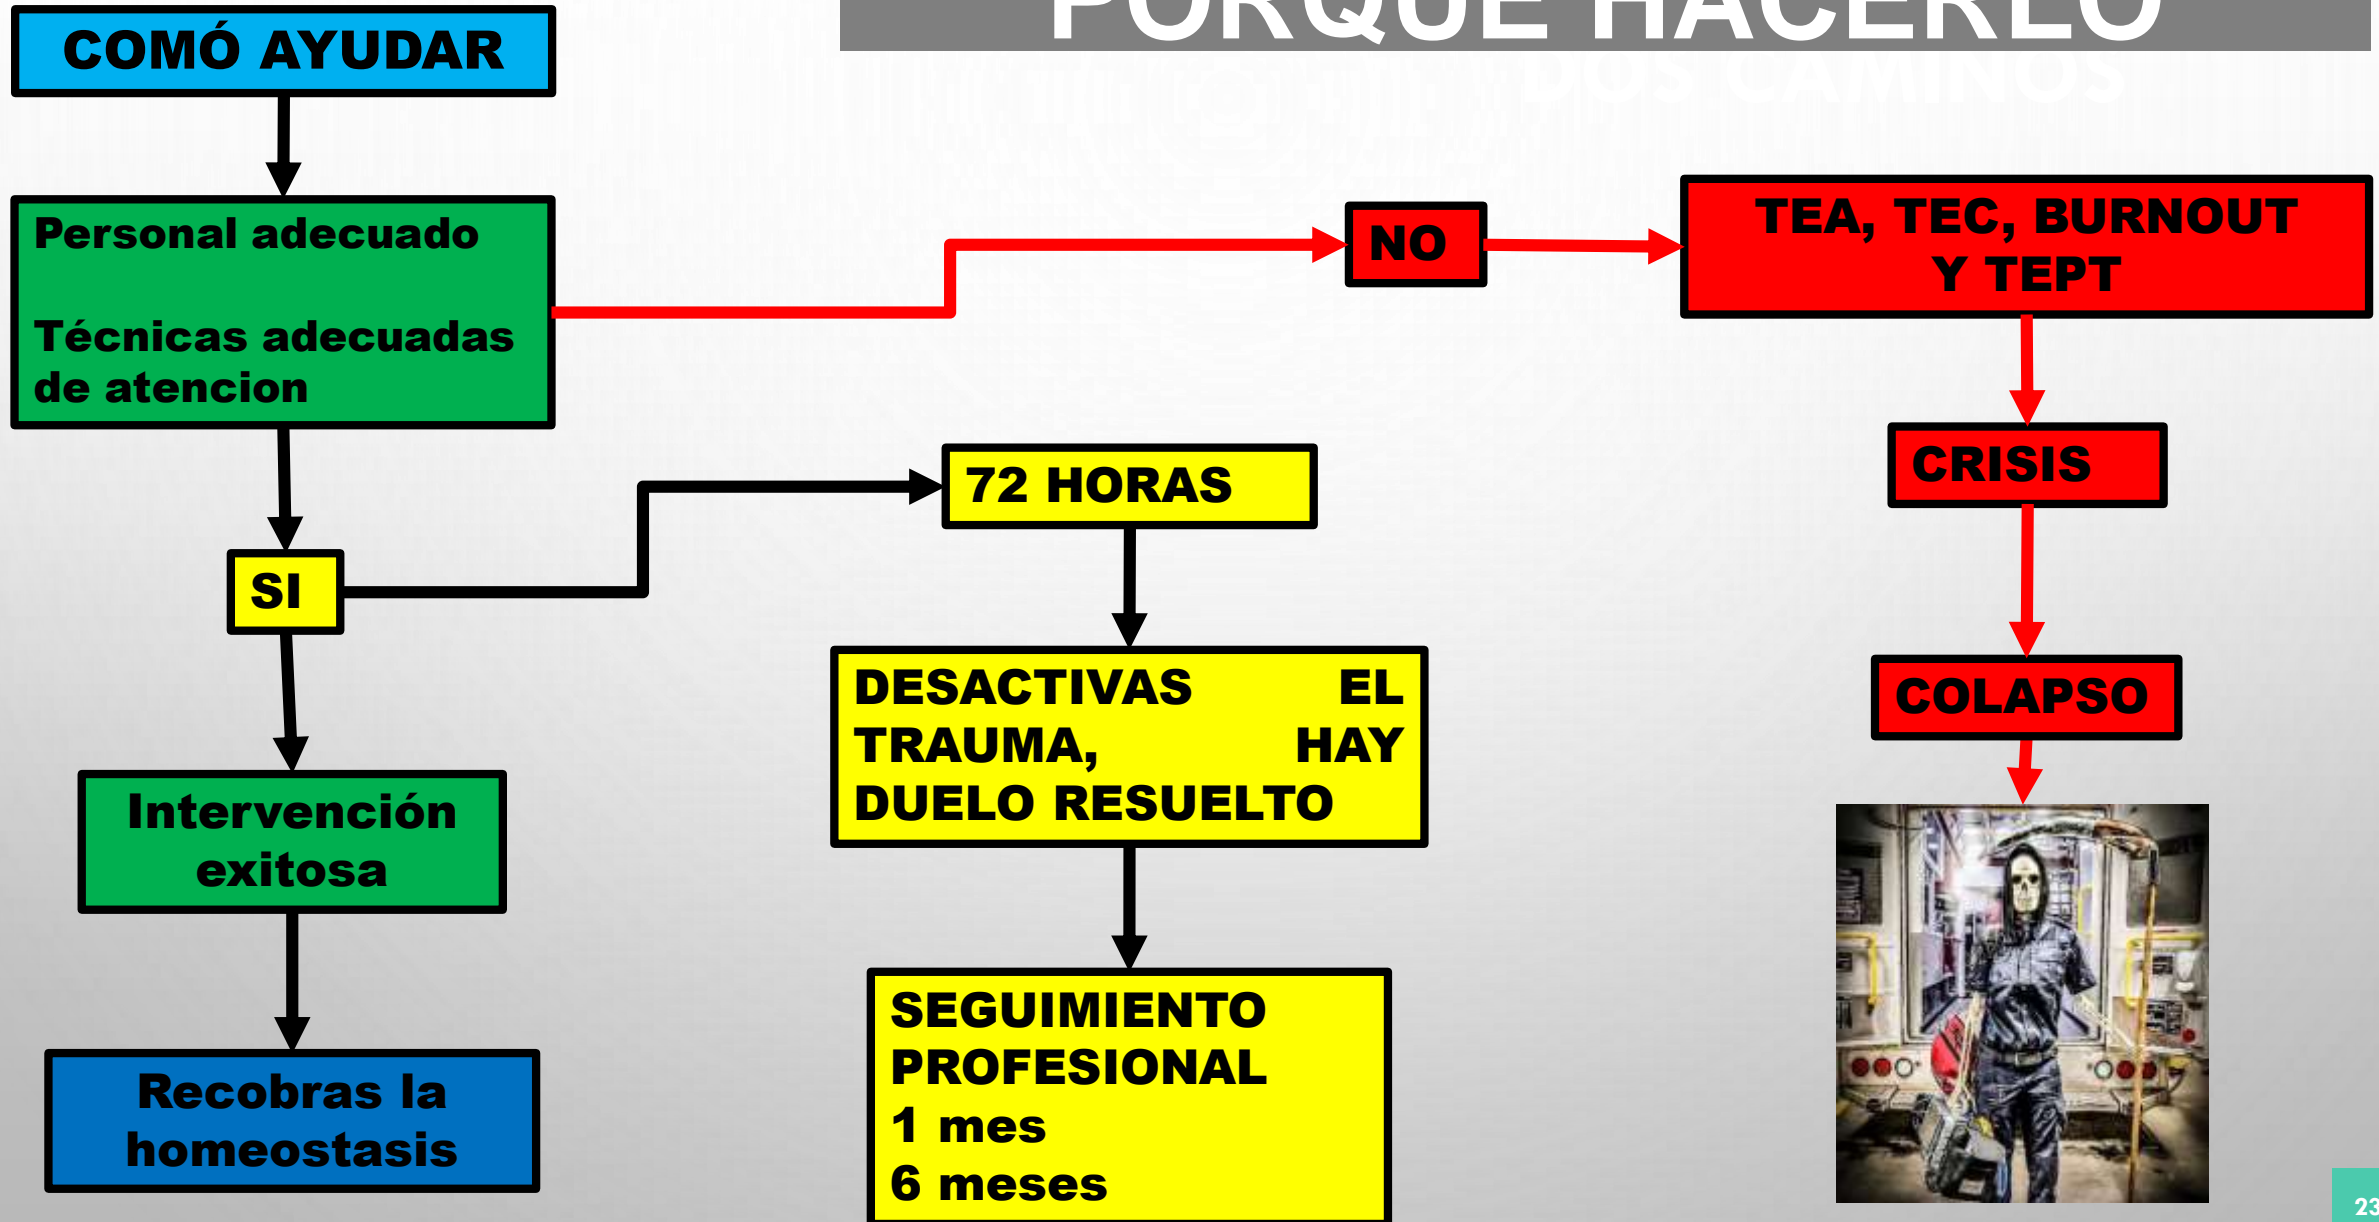 PORQUE HACERLO
DOS CAMINOS
COMÓ AYUDAR
Personal adecuado
Técnicas adecuadas
de atencion
NO
TEA, TEC, BURNOUT
Y TEPT
CRISIS
COLAPSO
SI
72 HORAS
DESACTIVAS EL
TRAUMA, HAY
DUELO RESUELTO
SEGUIMIENTO
PROFESIONAL
1 mes
6 meses
Intervención
exitosa
Recobras la
homeostasis
23